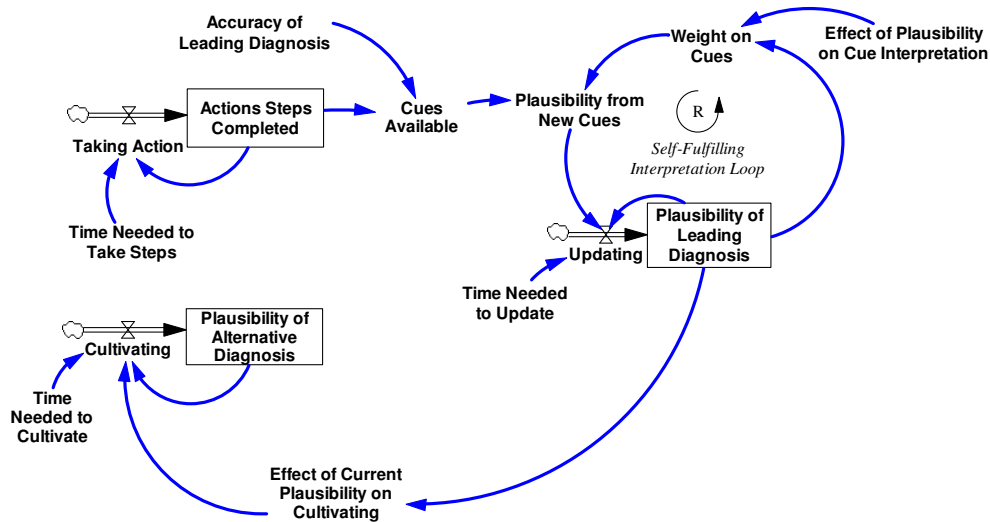 Accuracy of
Leading Diagnosis
Weight on
Cues
Effect of Plausibility
on Cue Interpretation
Actions Steps
Completed
Cues
Available
Plausibility from
New Cues
R
Self-Fulfilling
Interpretation Loop
Taking Action
Time Needed to
Take Steps
Plausibility of
Leading
Diagnosis
Updating
Time Needed
to Update
Plausibility of
Alternative
Diagnosis
Cultivating
Time
Needed to
Cultivate
Effect of Current
Plausibility on
Cultivating